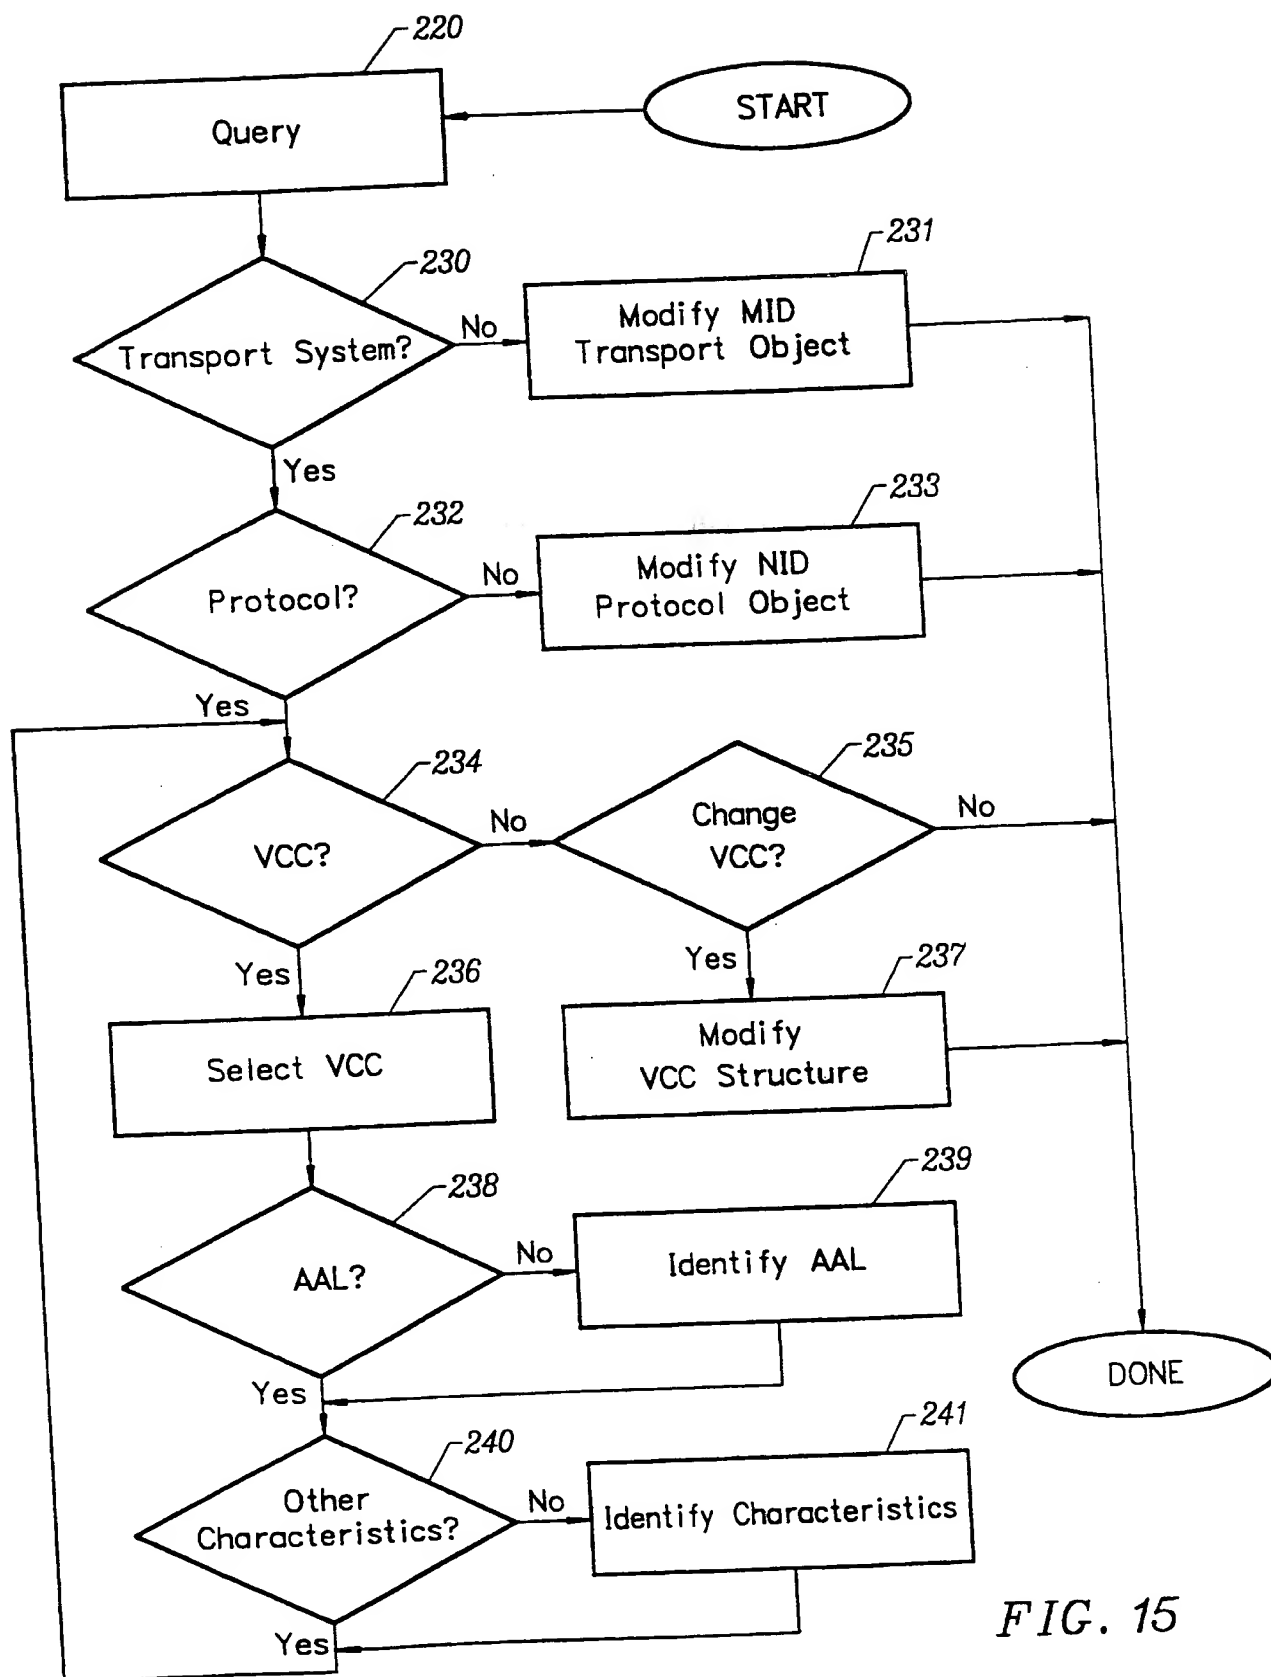 220
Query
START
230
231
Transport System?
No
Modify MID
Transport Object
Yes
232
233
Protocol?
No
Modify NID
Protocol Object
Yes
234
235
VCC?
No
Change
VCC?
No
Yes
236
Yes
237
Select VCC
Modify
VCC Structure
238
239
AAL?
No
Identify AAL
DONE
Yes
240
241
Other
Characteristics?
No
Identify Characteristics
Yes
FIG. 15